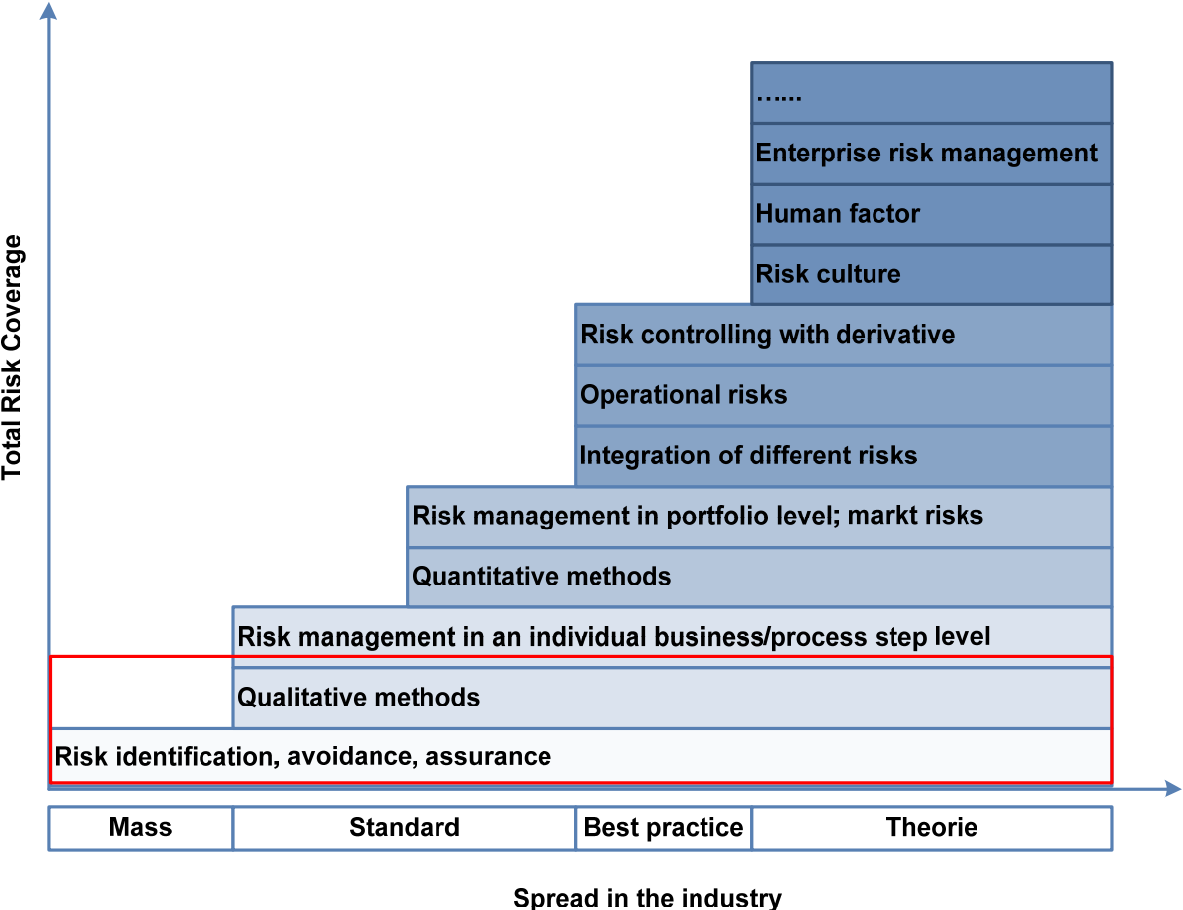 …...
Enterprise risk management
Human factor
Risk culture
Risk controlling with derivative
Operational risks
Integration of different risks
Risk management in portfolio level; markt risks
Quantitative methods
Risk management in an individual business/process step level
Qualitative methods
Risk identification, avoidance, assurance
Total Risk Coverage
Mass Standard Best practice Theorie
Spread in the industry